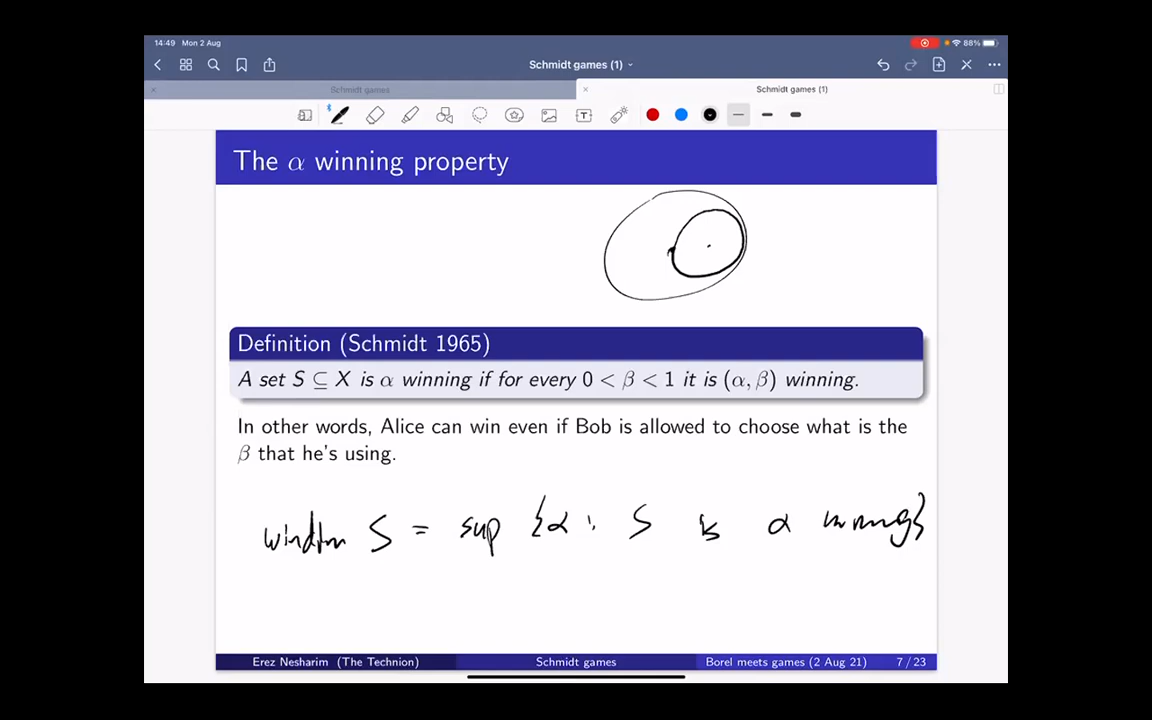 14:49 Mon 2 Aug
88%
Schmidt games (1)
Schmidt games
Schmidt games (1)
The α winning property
Definition (Schmidt 1965)
A set S ⊆ X is α winning if for every 0 < β < 1 it is (α, β) winning.
In other words, Alice can win even if Bob is allowed to choose what is the
β that he's using.
windim S = sup {α : S is α winning}
Erez Nesharim (The Technion)
Schmidt games
Borel meets games (2 Aug 21)
7 / 23